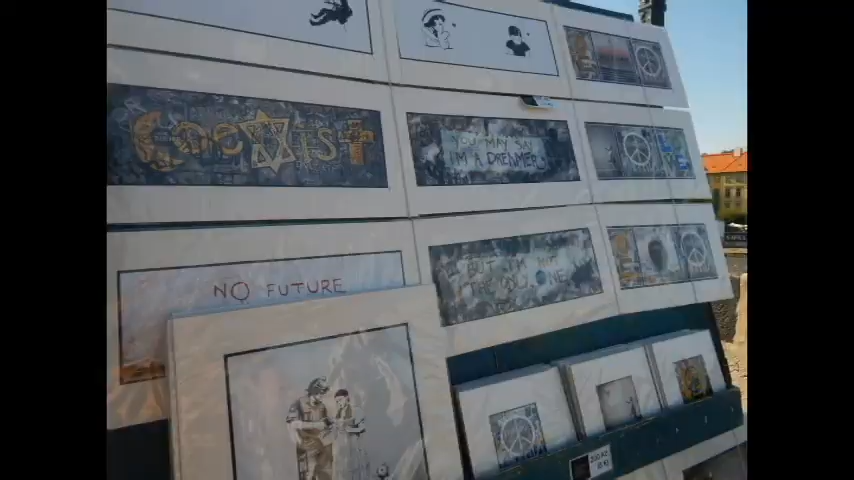 COEXIST
YOU MAY SAY
I'M A DREAMER
NO FUTURE
BUT I'M NOT
THE ONLY ONE